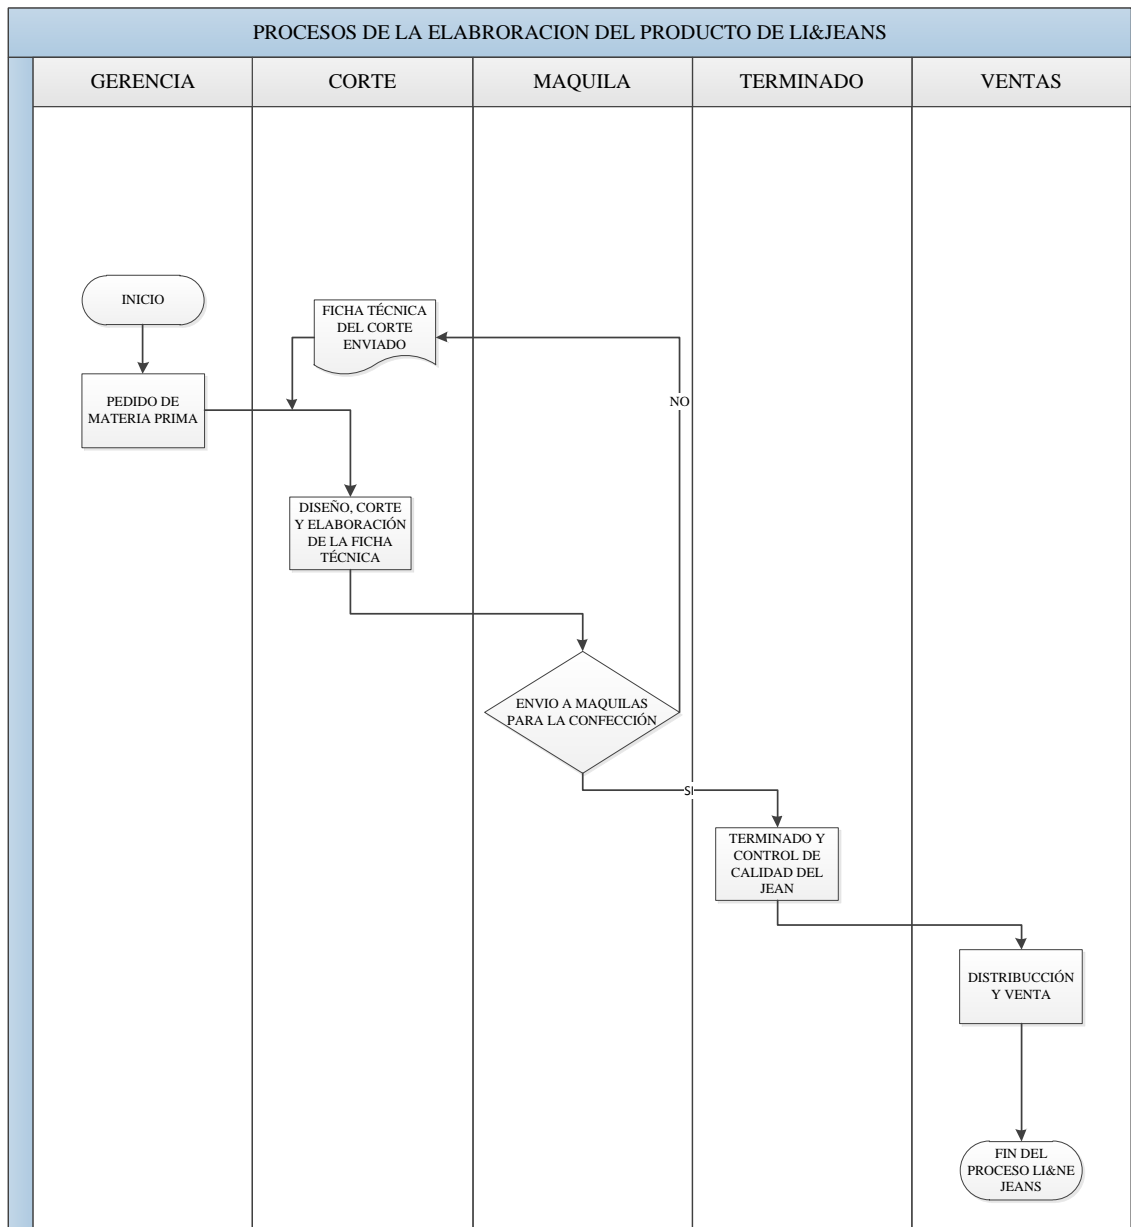 PROCESOS DE LA ELABRORACION DEL PRODUCTO DE LI&JEANS
GERENCIA
CORTE
MAQUILA
TERMINADO
VENTAS
INICIO
FICHA TÉCNICA
DEL CORTE
ENVIADO
PEDIDO DE
MATERIA PRIMA
NO
DISEÑO, CORTE
Y ELABORACIÓN
DE LA FICHA
TÉCNICA
ENVIO A MAQUILAS
PARA LA CONFECCIÓN
SI
TERMINADO Y
CONTROL DE
CALIDAD DEL
JEAN
DISTRIBUCCIÓN
Y VENTA
FIN DEL
PROCESO LI&NE
JEANS